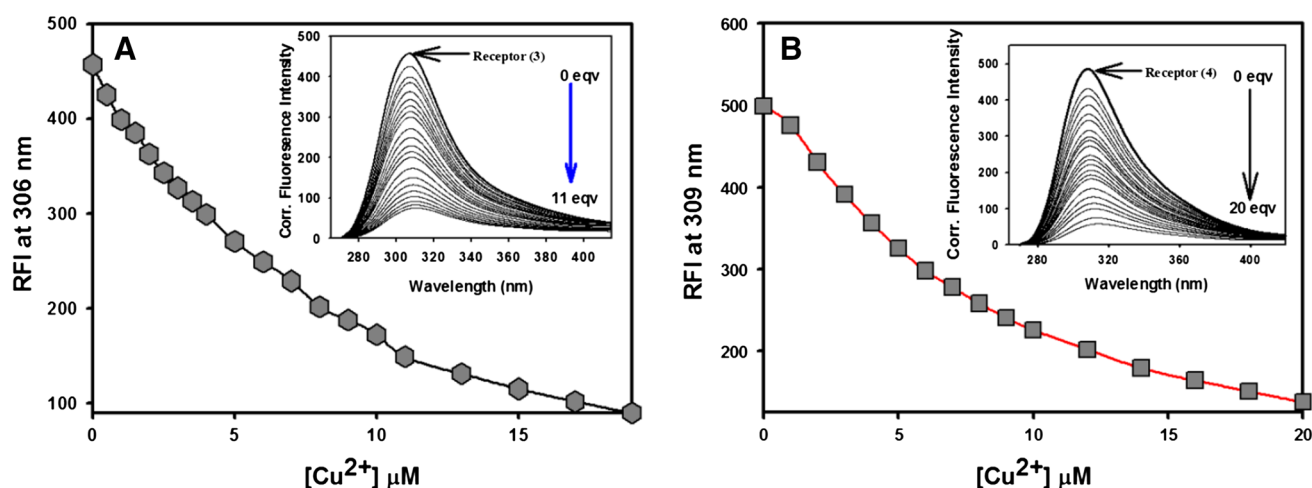 A
500
400
300
200
100
0
5
10
15
RFI at 306 nm
[Cu2+] μM
500
400
300
200
100
0
280
300
320
340
360
380
400
Corr. Fluoresence Intensity
Wavelength (nm)
Receptor (3)
0 eqv
11 eqv
B
600
500
400
300
200
0
5
10
15
20
RFI at 309 nm
[Cu2+] μM
500
400
300
200
100
0
280
320
360
400
Corr. Fluorescence Intensity
Wavelength (nm)
Receptor (4)
0 eqv
20 eqv